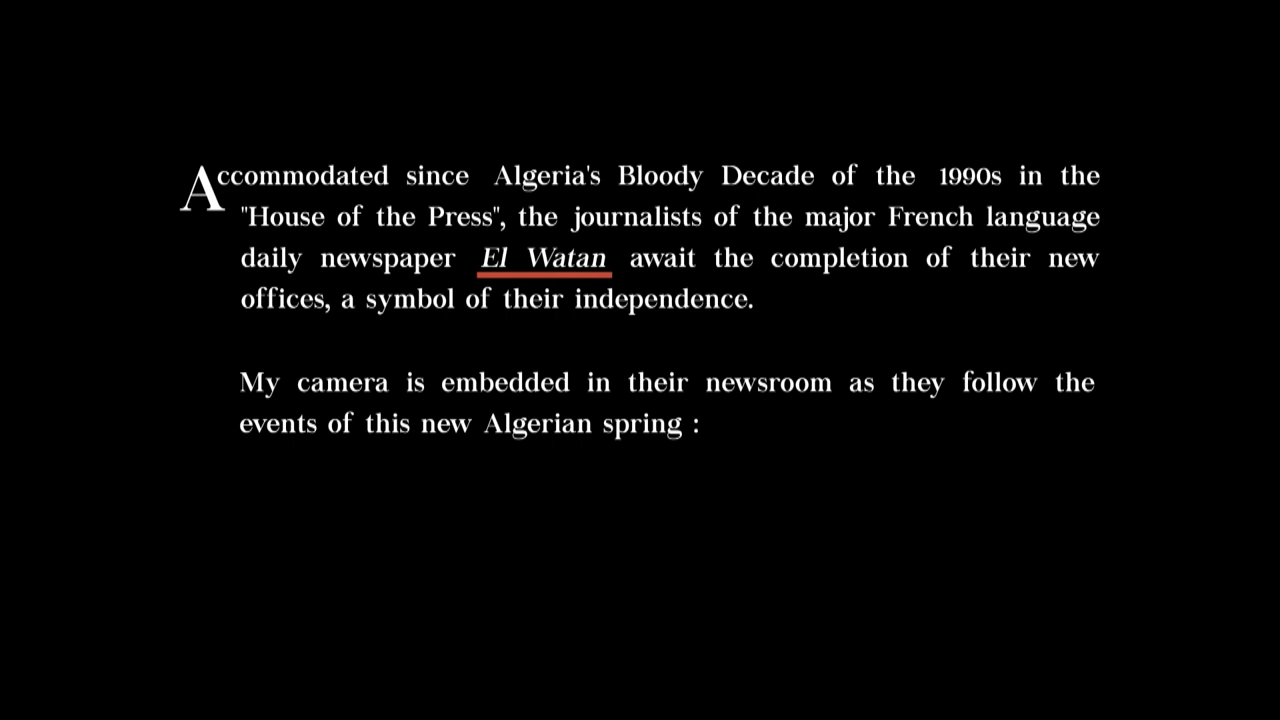 Accommodated since Algeria's Bloody Decade of the 1990s in the
"House of the Press", the journalists of the major French language
daily newspaper El Watan await the completion of their new
offices, a symbol of their independence.
My camera is embedded in their newsroom as they follow the
events of this new Algerian spring :